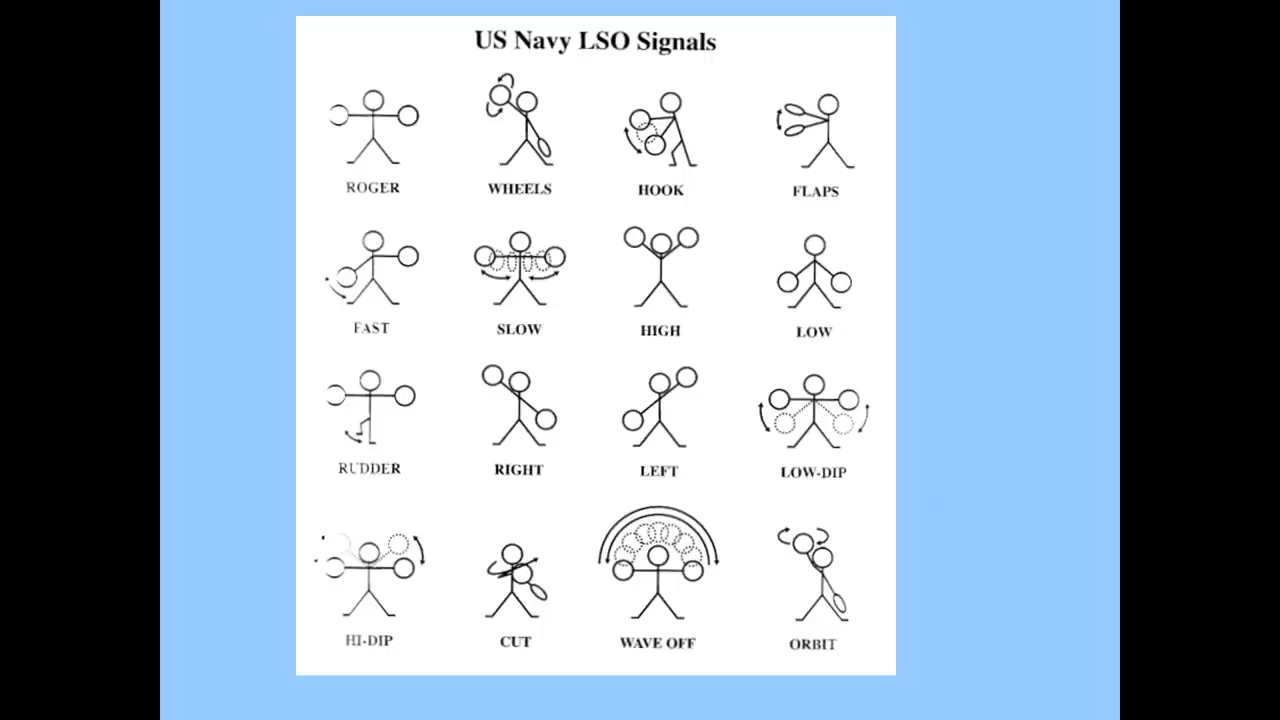 US Navy LSO Signals
ROGER
WHEELS
HOOK
FLAPS
FAST
SLOW
HIGH
LOW
RUDDER
RIGHT
LEFT
LOW-DIP
HI-DIP
CUT
WAVE OFF
ORBIT